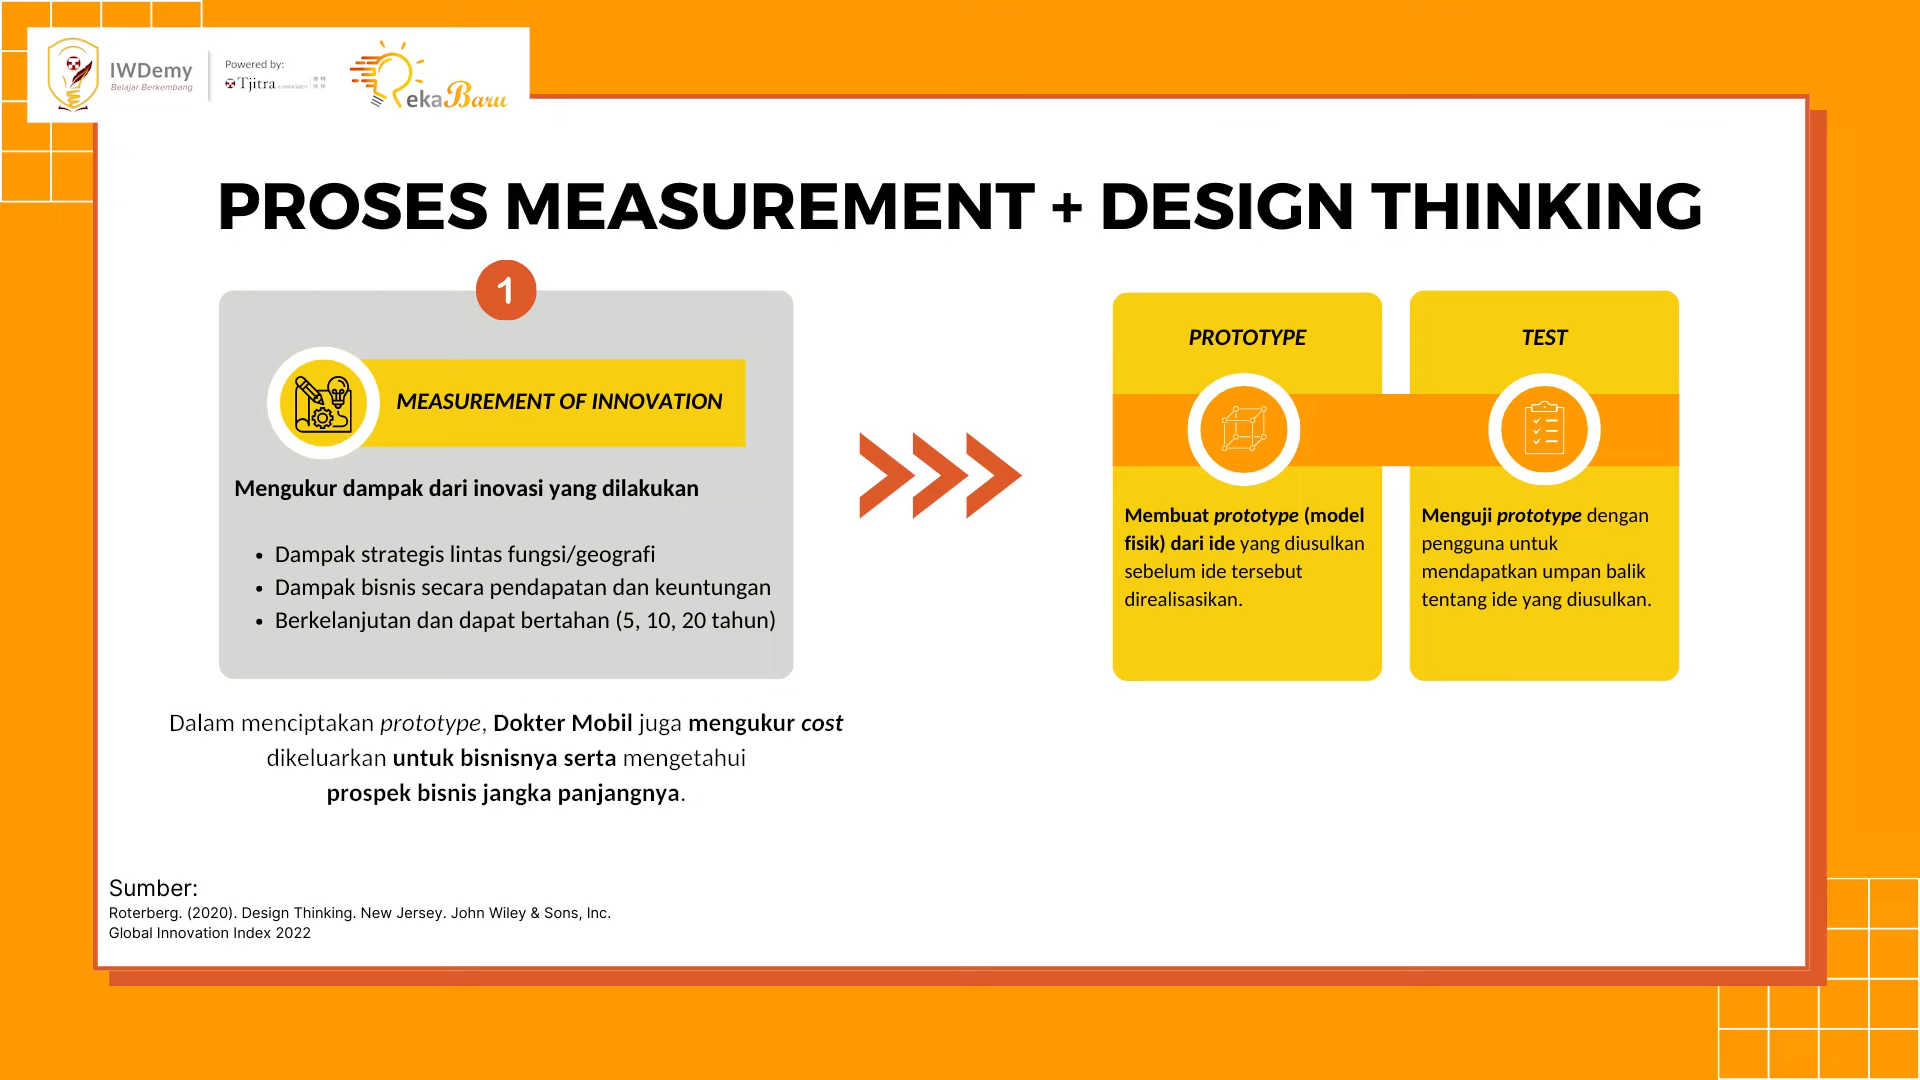 IWDemy
Belajar Berkembang
Powered by:
Tjitra
& ASSOCIATES
ekaBaru
PROSES MEASUREMENT + DESIGN THINKING
1
MEASUREMENT OF INNOVATION
Mengukur dampak dari inovasi yang dilakukan
• Dampak strategis lintas fungsi/geografi
• Dampak bisnis secara pendapatan dan keuntungan
• Berkelanjutan dan dapat bertahan (5, 10, 20 tahun)
Dalam menciptakan prototype, Dokter Mobil juga mengukur cost
dikeluarkan untuk bisnisnya serta mengetahui
prospek bisnis jangka panjangnya.
PROTOTYPE
Membuat prototype (model
fisik) dari ide yang diusulkan
sebelum ide tersebut
direalisasikan.
TEST
Menguji prototype dengan
pengguna untuk
mendapatkan umpan balik
tentang ide yang diusulkan.
Sumber:
Roterberg. (2020). Design Thinking. New Jersey. John Wiley & Sons, Inc.
Global Innovation Index 2022